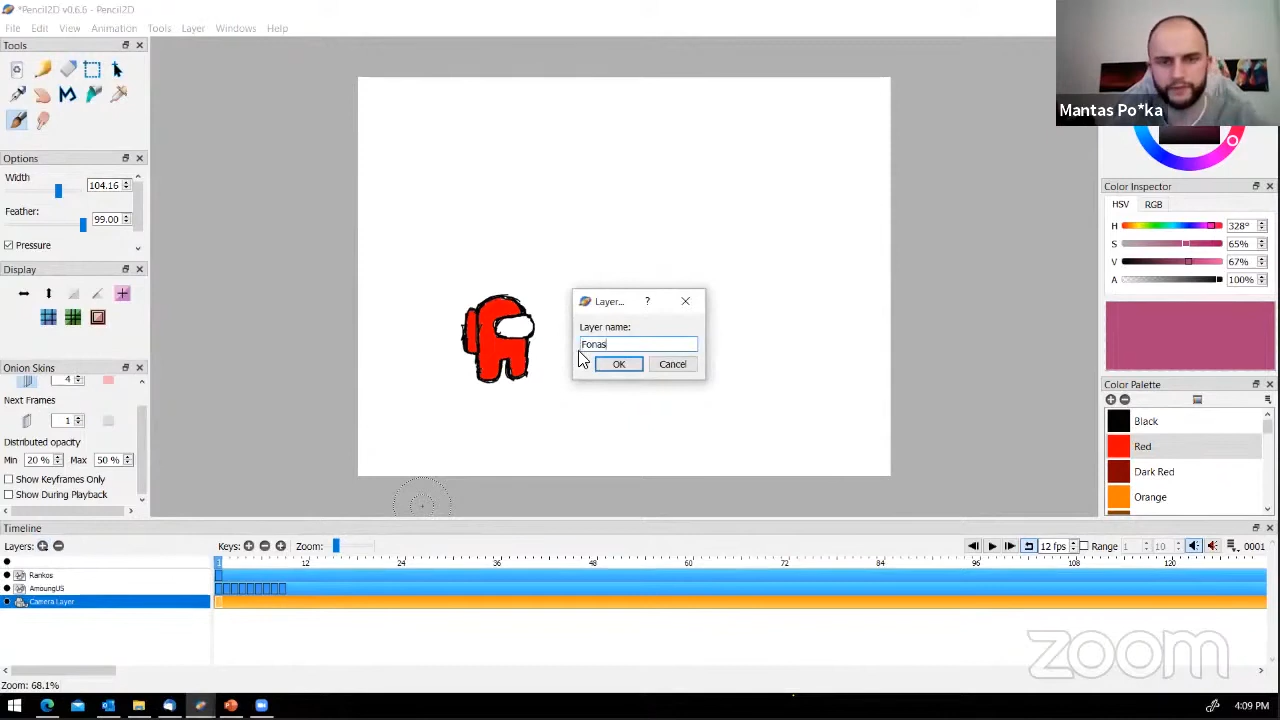 *Pencil2D v0.6.6 - Pencil2D
File Edit View Animation Tools Layer Windows Help
Tools
Options
Width
104.16
Feather:
99.00
Pressure
Display
Onion Skins
4
Next Frames
1
Distributed opacity
Min 20 % Max 50 %
Show Keyframes Only
Show During Playback
Layer...
?
Layer name:
Fonas
OK Cancel
Mantas Po*ka
Color Inspector
HSV RGB
H 328°
S 65%
V 67%
A 100%
Color Palette
Black
Red
Dark Red
Orange
Timeline
Layers: Keys: Zoom: 12 fps Range 1 10 0001
1 12 24 36 48 60 72 84 96 108 120
Rankos
AmoungUS
Camera Layer
zoom
Zoom: 68.1%
4:09 PM